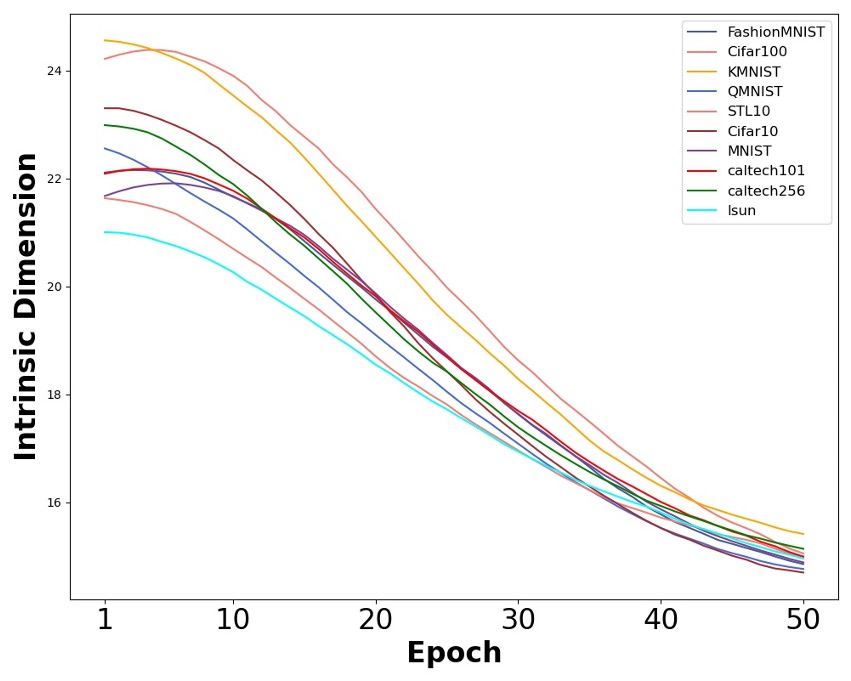 FashionMNIST
Cifar100
KMNIST
QMNIST
STL10
Cifar10
MNIST
caltech101
caltech256
lsun
24
22
20
18
16
Intrinsic Dimension
1 10 20 30 40 50
Epoch